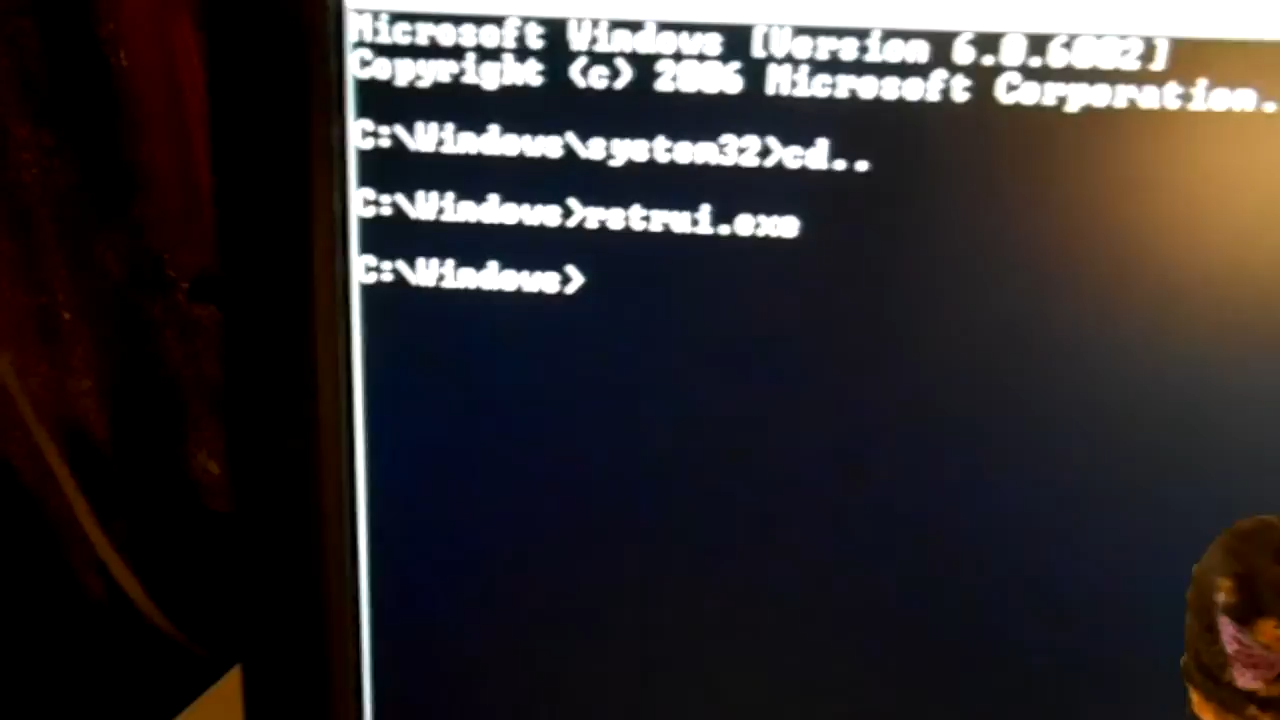 Microsoft Windows [Version 6.0.6002]
Copyright (c) 2006 Microsoft Corporation.
C:\Windows\system32>cd..
C:\Windows>rstrui.exe
C:\Windows>